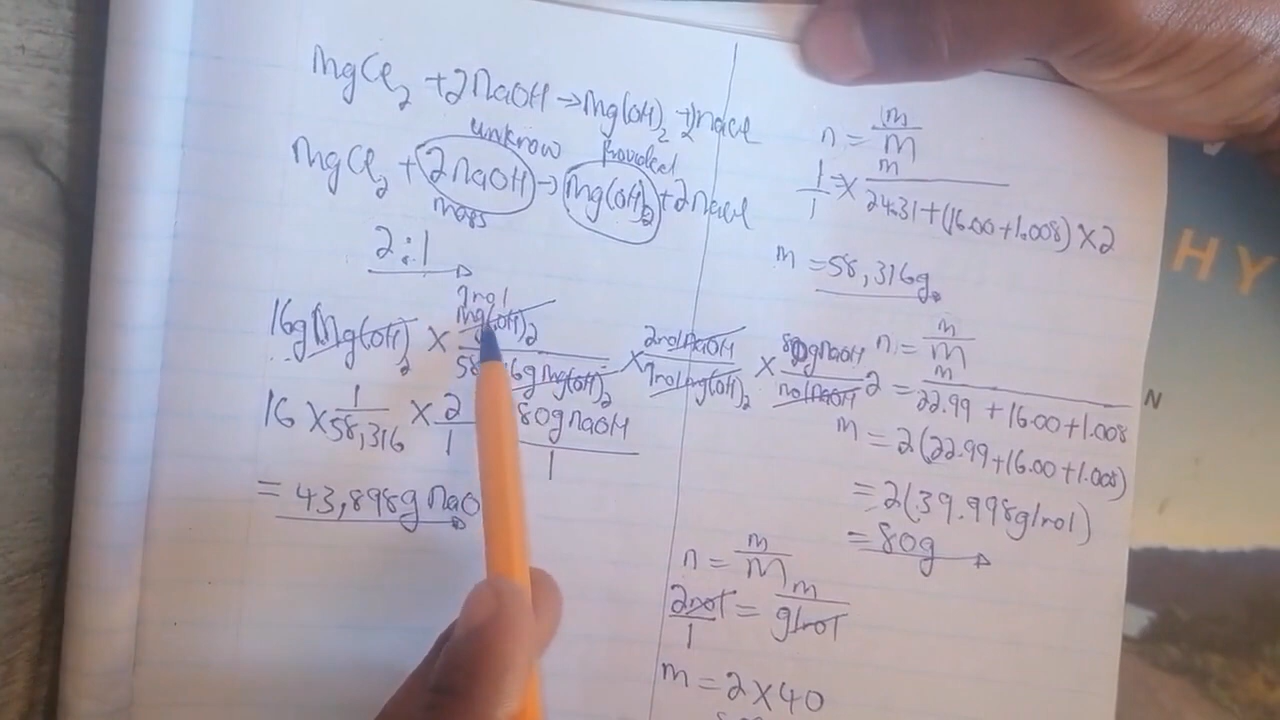 MgCl2 + 2NaOH → Mg(OH)2 + 2NaCl
unknow provided
MgCl2 + 2NaOH → Mg(OH)2 + 2NaCl
mass
2:1
1mol
16g Mg(OH)2 × Mg(OH)2 / 58,316g Mg(OH)2 × 2mol NaOH / 1mol Mg(OH)2 × 80g NaOH / mol NaOH
16 × 1/58,316 × 2/1 80g NaOH / 1
= 43,898g NaO
n = m/M
1/1 = × m / 24.31 + (16.00 + 1.008) × 2
m = 58,316g
n = m/M
2 = m / 22.99 + 16.00 + 1.008
m = 2(22.99 + 16.00 + 1.008)
= 2(39.998g/mol)
= 80g
n = m/M
2mol/1 = m / g/mol
m = 2 × 40
H Y
N